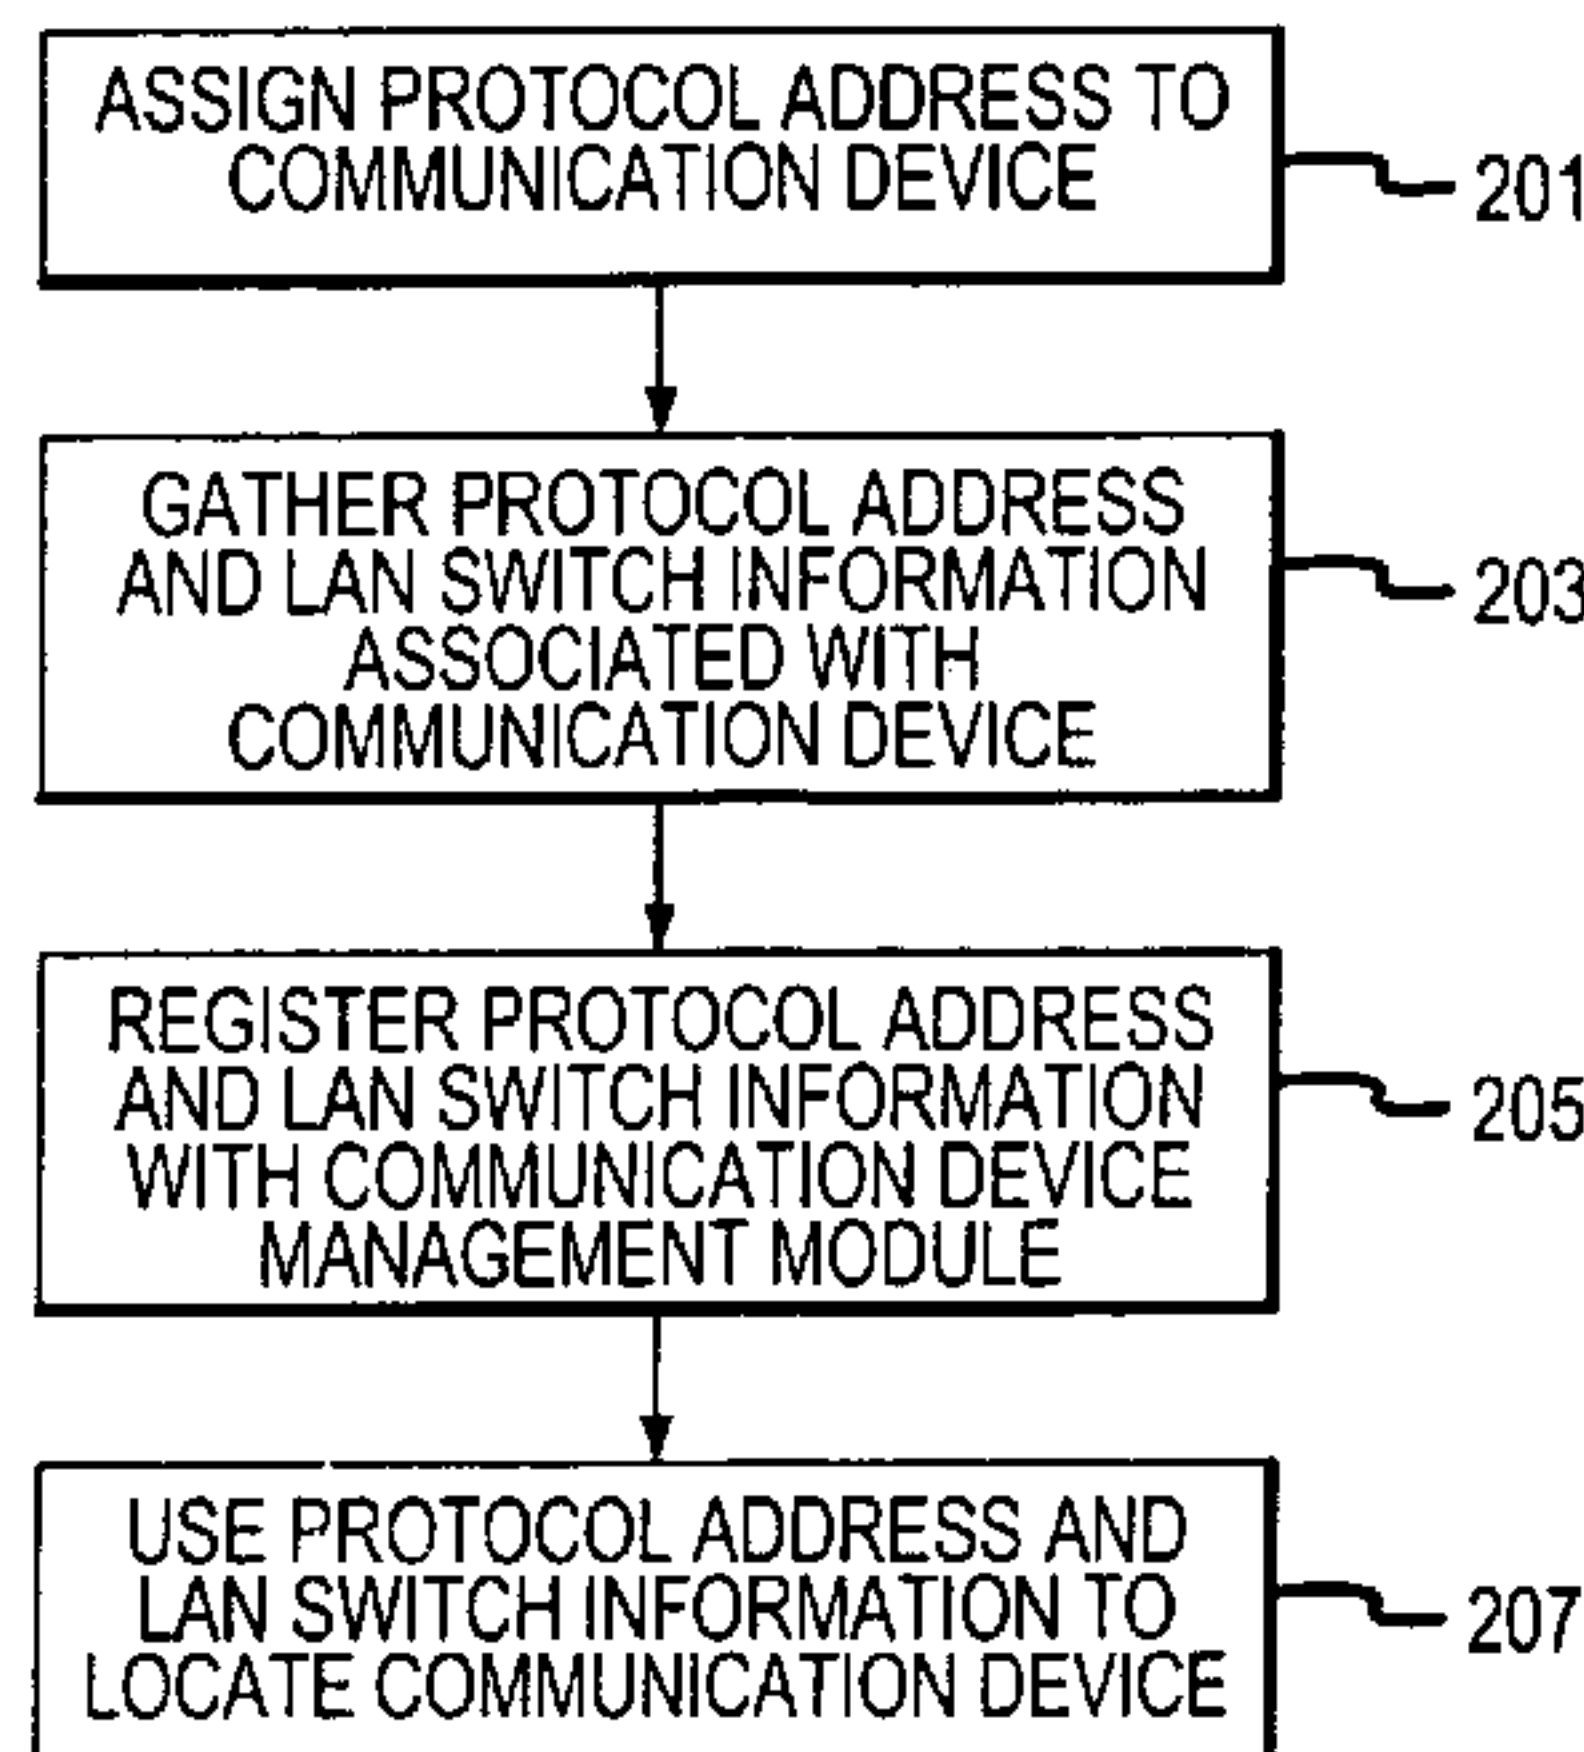 ASSIGN PROTOCOL ADDRESS TO
COMMUNICATION DEVICE
201
GATHER PROTOCOL ADDRESS
AND LAN SWITCH INFORMATION
ASSOCIATED WITH
COMMUNICATION DEVICE
203
REGISTER PROTOCOL ADDRESS
AND LAN SWITCH INFORMATION
WITH COMMUNICATION DEVICE
MANAGEMENT MODULE
205
USE PROTOCOL ADDRESS AND
LAN SWITCH INFORMATION TO
LOCATE COMMUNICATION DEVICE
207